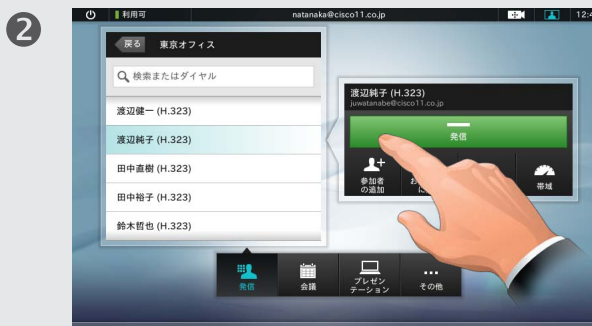 2
利用可
natanaka@cisco11.co.jp
12:4
戻る 東京オフィス
検索またはダイヤル
渡辺健一 (H.323)
渡辺純子 (H.323)
田中直樹 (H.323)
田中裕子 (H.323)
鈴木哲也 (H.323)
渡辺純子 (H.323)
juwatanabe@cisco11.co.jp
発信
参加者
の追加
お
に
帯域
発信
会議
プレゼン
テーション
その他